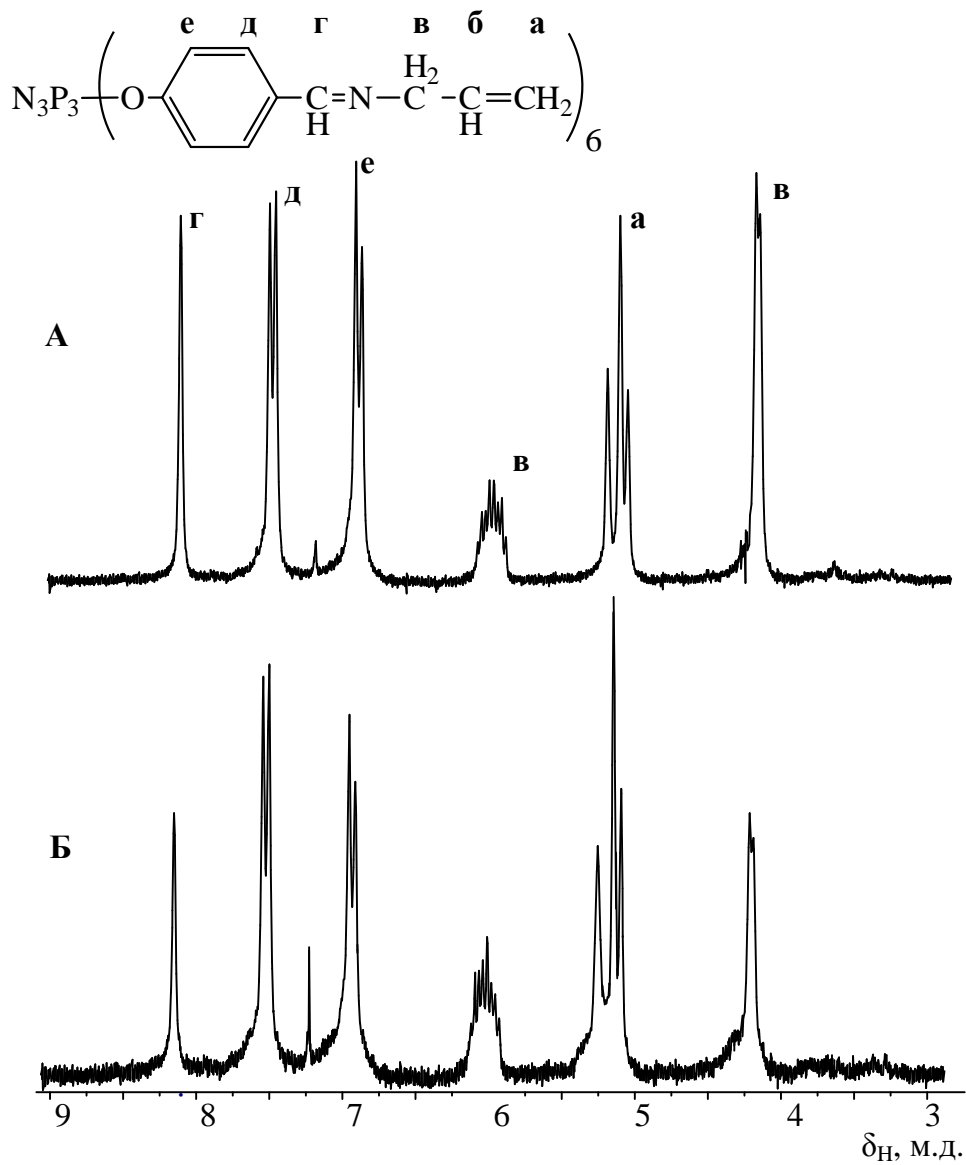 е д г в б а
H₂
N₃P₃ O C=N C C=CH₂
H H
6
е
г д а в
А
в
Б
9 8 7 6 5 4 3
δH, м.д.